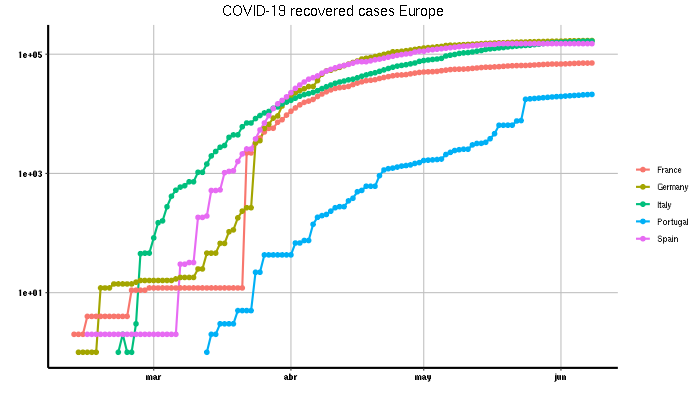 COVID-19 recovered cases Europe
1e+05
1e+03
1e+01
mar abr may jun
France
Germany
Italy
Portugal
Spain